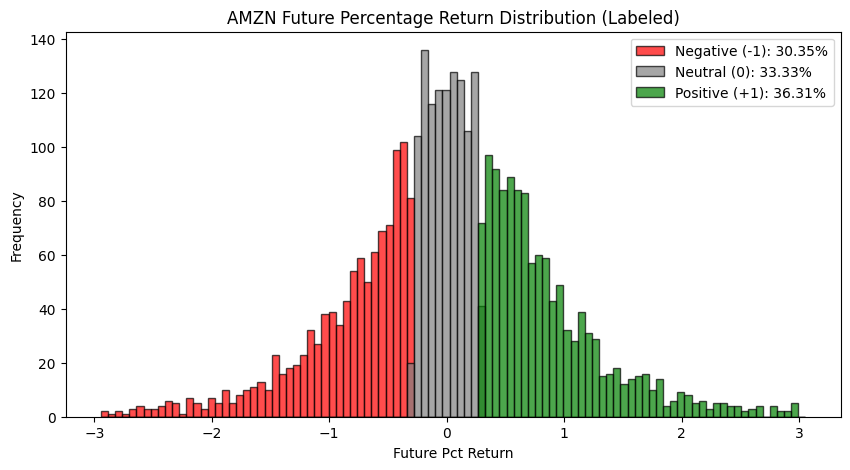 AMZN Future Percentage Return Distribution (Labeled)
Negative (-1): 30.35%
Neutral (0): 33.33%
Positive (+1): 36.31%
Frequency
140
120
100
80
60
40
20
0
−3
−2
−1
0
1
2
3
Future Pct Return